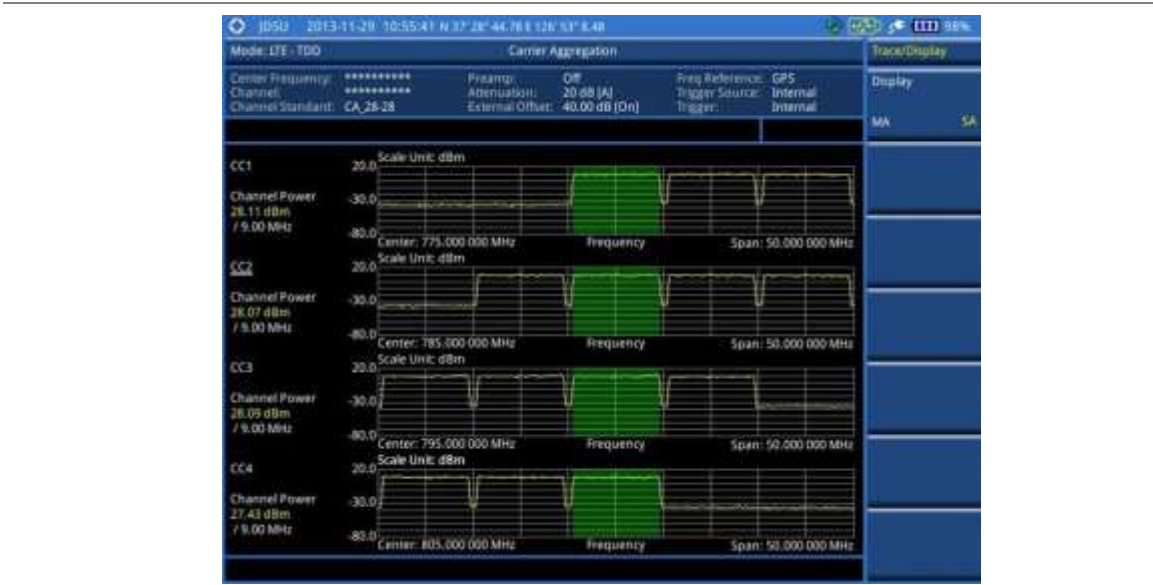 JDSU 2013-11-29 10:55:41 N 37° 28" 44.78 E 126° 53" 8.48 98%
Mode: LTE - TDD Carrier Aggregation Trace/Display
Center Frequency: ********** Preamp: Off Freq Reference: GPS
Channel: ********** Attenuation: 20 dB [A] Trigger Source: Internal
Channel Standard: CA_28-28 External Offset: 40.00 dB [On] Trigger: Internal
Display
MA SA
CC1
Scale Unit: dBm
20.0
Channel Power
-30.0
28.11 dBm
/ 9.00 MHz
-80.0
Center: 775.000 000 MHz Frequency Span: 50.000 000 MHz
CC2
Scale Unit: dBm
20.0
Channel Power
-30.0
28.07 dBm
/ 9.00 MHz
-80.0
Center: 785.000 000 MHz Frequency Span: 50.000 000 MHz
CC3
Scale Unit: dBm
20.0
Channel Power
-30.0
28.09 dBm
/ 9.00 MHz
-80.0
Center: 795.000 000 MHz Frequency Span: 50.000 000 MHz
CC4
Scale Unit: dBm
20.0
Channel Power
-30.0
27.43 dBm
/ 9.00 MHz
-80.0
Center: 805.000 000 MHz Frequency Span: 50.000 000 MHz